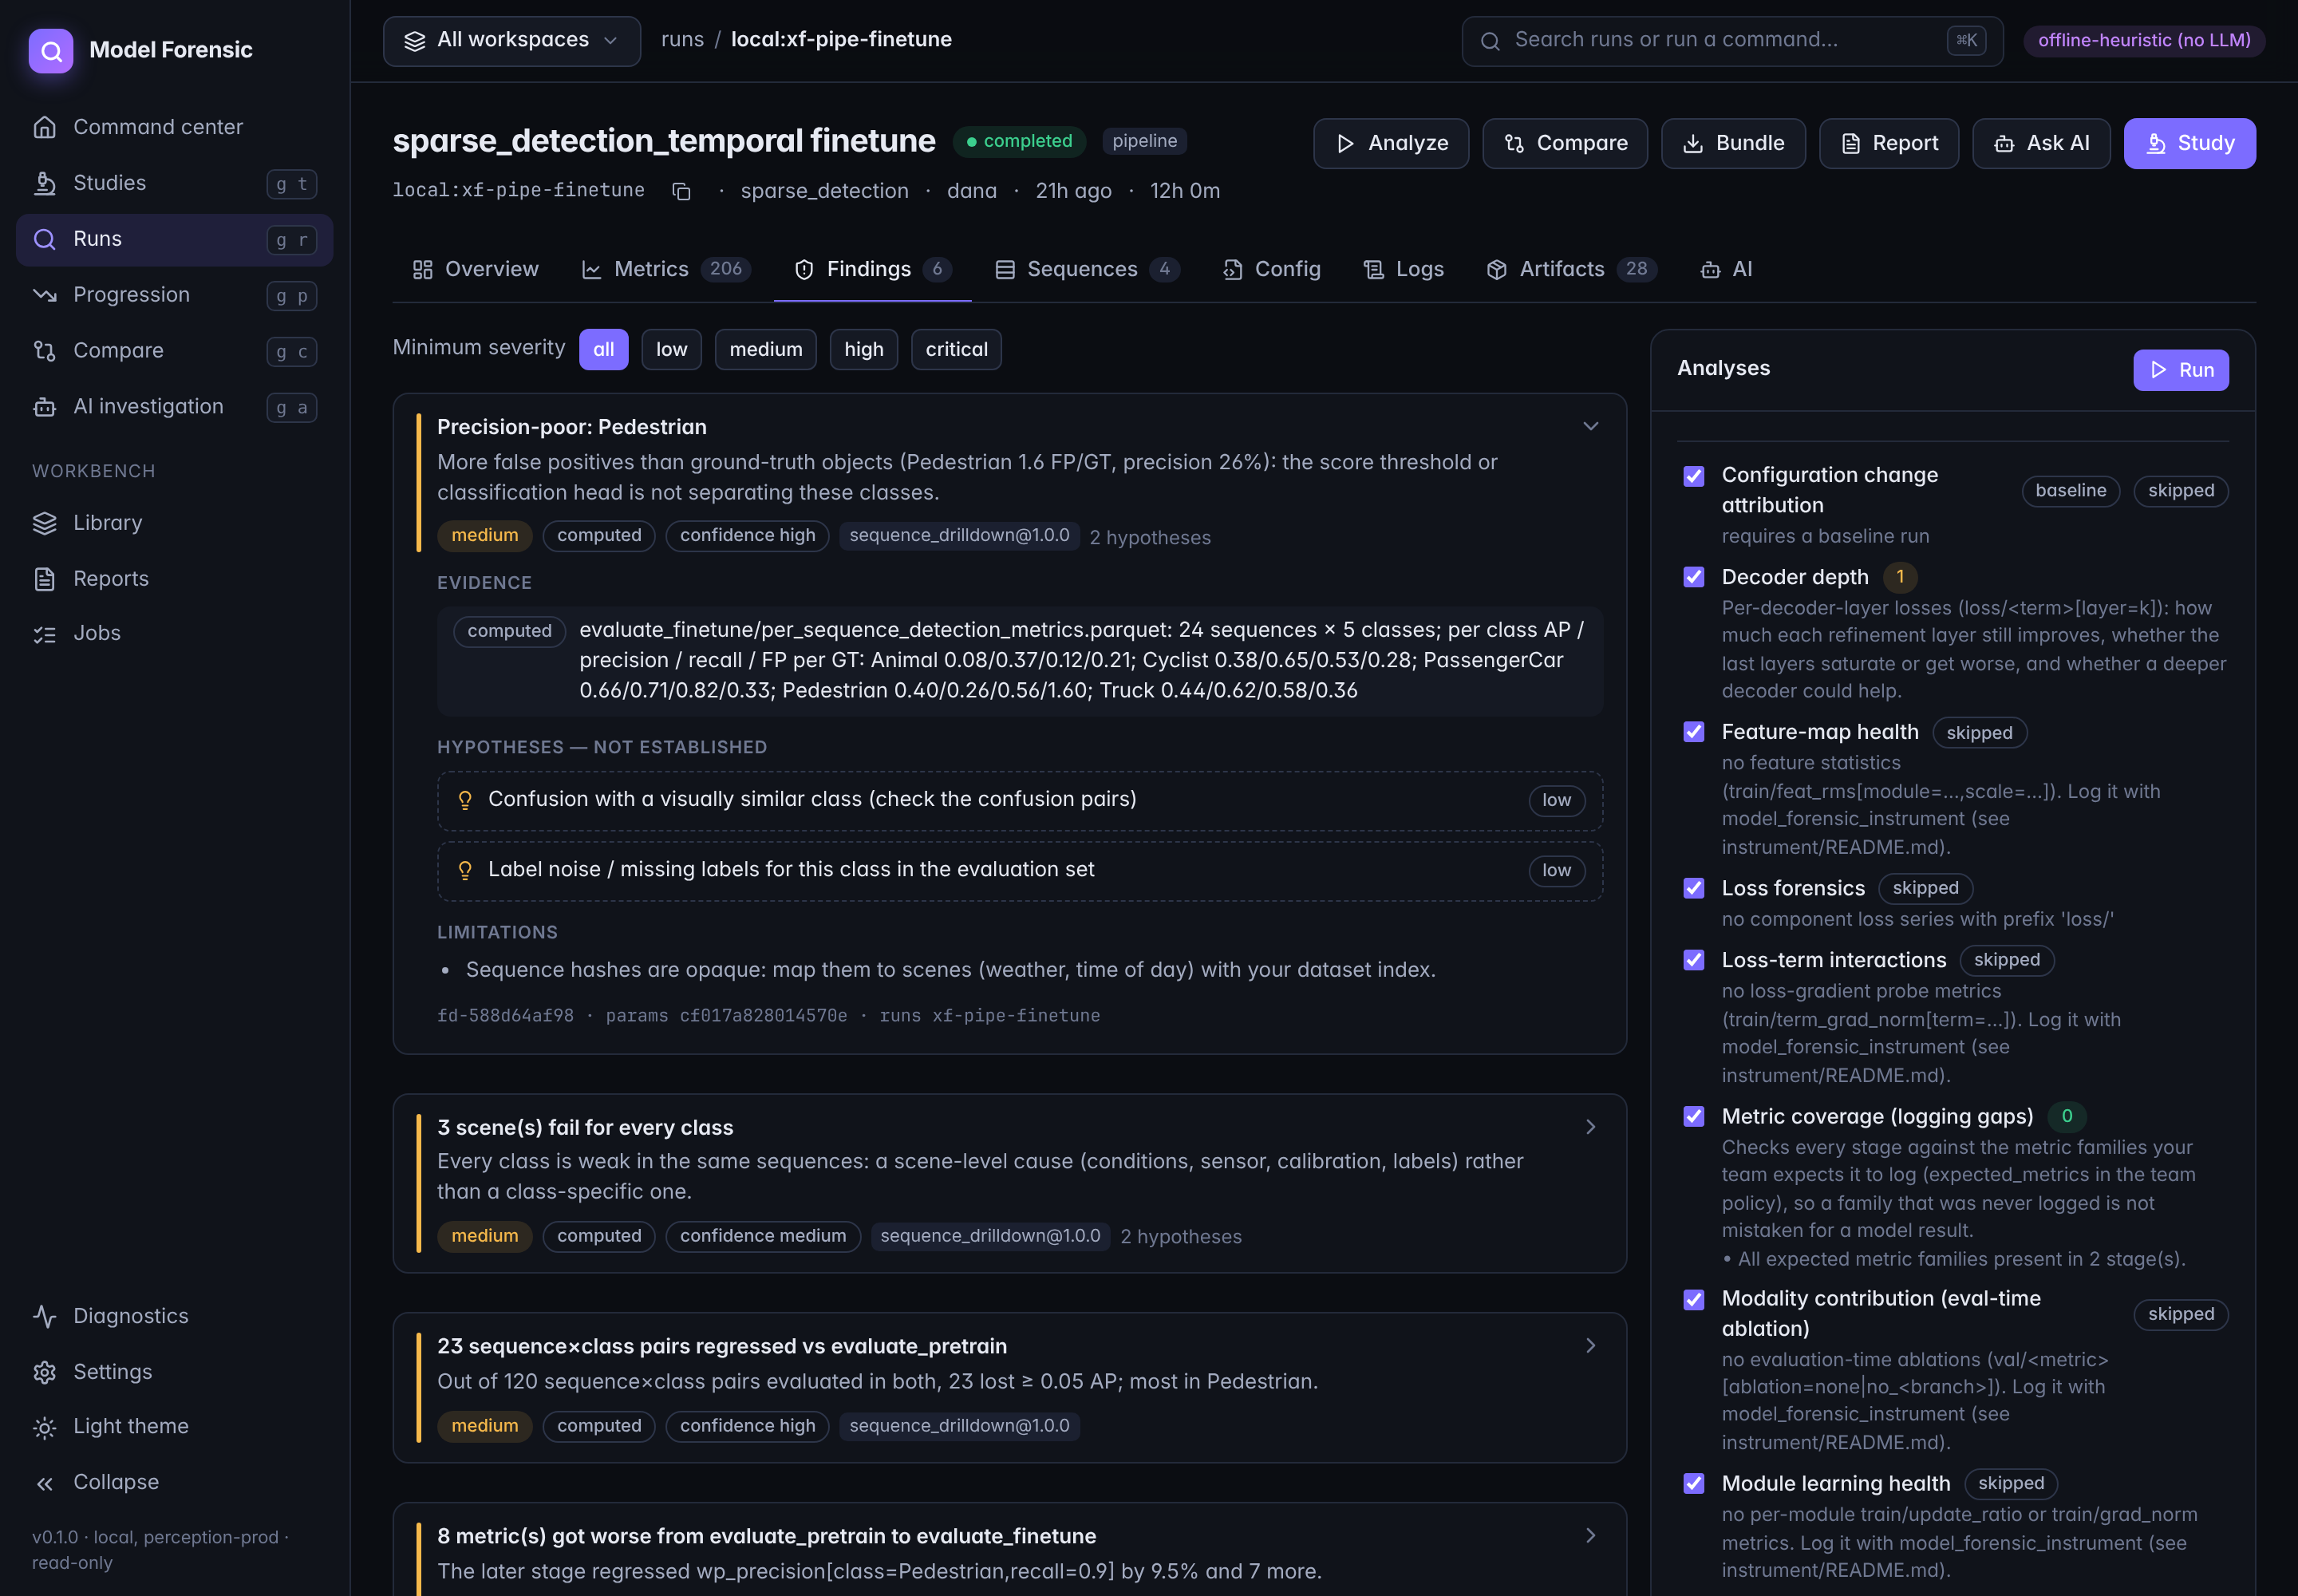 Model Forensic
Command center
Studies
g t
Runs
g r
Progression
g p
Compare
g c
AI investigation
g a
WORKBENCH
Library
Reports
Jobs
Diagnostics
Settings
Light theme
Collapse
v0.1.0 · local, perception-prod ·
read-only
All workspaces
runs / local:xf-pipe-finetune
Search runs or run a command...
⌘K
offline-heuristic (no LLM)
sparse_detection_temporal finetune
completed
pipeline
Analyze
Compare
Bundle
Report
Ask AI
Study
local:xf-pipe-finetune · sparse_detection · dana · 21h ago · 12h 0m
Overview
Metrics 206
Findings 6
Sequences 4
Config
Logs
Artifacts 28
AI
Minimum severity all low medium high critical
Precision-poor: Pedestrian
More false positives than ground-truth objects (Pedestrian 1.6 FP/GT, precision 26%): the score threshold or
classification head is not separating these classes.
medium computed confidence high sequence_drilldown@1.0.0 2 hypotheses
EVIDENCE
computed evaluate_finetune/per_sequence_detection_metrics.parquet: 24 sequences × 5 classes; per class AP /
precision / recall / FP per GT: Animal 0.08/0.37/0.12/0.21; Cyclist 0.38/0.65/0.53/0.28; PassengerCar
0.66/0.71/0.82/0.33; Pedestrian 0.40/0.26/0.56/1.60; Truck 0.44/0.62/0.58/0.36
HYPOTHESES — NOT ESTABLISHED
Confusion with a visually similar class (check the confusion pairs) low
Label noise / missing labels for this class in the evaluation set low
LIMITATIONS
• Sequence hashes are opaque: map them to scenes (weather, time of day) with your dataset index.
fd-588d64af98 · params cf017a828014570e · runs xf-pipe-finetune
3 scene(s) fail for every class
Every class is weak in the same sequences: a scene-level cause (conditions, sensor, calibration, labels) rather
than a class-specific one.
medium computed confidence medium sequence_drilldown@1.0.0 2 hypotheses
23 sequence×class pairs regressed vs evaluate_pretrain
Out of 120 sequence×class pairs evaluated in both, 23 lost ≥ 0.05 AP; most in Pedestrian.
medium computed confidence high sequence_drilldown@1.0.0
8 metric(s) got worse from evaluate_pretrain to evaluate_finetune
The later stage regressed wp_precision[class=Pedestrian,recall=0.9] by 9.5% and 7 more.
Analyses
Run
Configuration change
attribution
baseline skipped
requires a baseline run
Decoder depth 1
Per-decoder-layer losses (loss/<term>[layer=k]): how
much each refinement layer still improves, whether the
last layers saturate or get worse, and whether a deeper
decoder could help.
Feature-map health skipped
no feature statistics
(train/feat_rms[module=...,scale=...]). Log it with
model_forensic_instrument (see
instrument/README.md).
Loss forensics skipped
no component loss series with prefix 'loss/'
Loss-term interactions skipped
no loss-gradient probe metrics
(train/term_grad_norm[term=...]). Log it with
model_forensic_instrument (see
instrument/README.md).
Metric coverage (logging gaps) 0
Checks every stage against the metric families your
team expects it to log (expected_metrics in the team
policy), so a family that was never logged is not
mistaken for a model result.
• All expected metric families present in 2 stage(s).
Modality contribution (eval-time
ablation)
skipped
no evaluation-time ablations (val/<metric>
[ablation=none|no_<branch>]). Log it with
model_forensic_instrument (see
instrument/README.md).
Module learning health skipped
no per-module train/update_ratio or train/grad_norm
metrics. Log it with model_forensic_instrument (see
instrument/README.md).